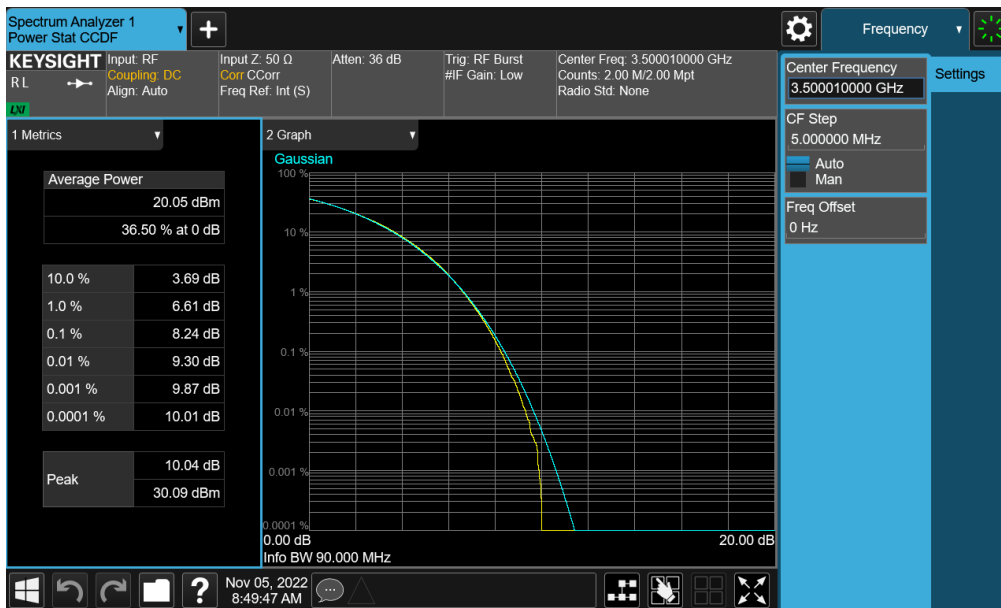 Spectrum Analyzer 1
Power Stat CCDF
Frequency
KEYSIGHT
R L
LXI
Input: RF
Coupling: DC
Align: Auto
Input Z: 50 Ω
Corr CCorr
Freq Ref: Int (S)
Atten: 36 dB
Trig: RF Burst
#IF Gain: Low
Center Freq: 3.500010000 GHz
Counts: 2.00 M/2.00 Mpt
Radio Std: None
Center Frequency
3.500010000 GHz
Settings
CF Step
5.000000 MHz
Auto
Man
Freq Offset
0 Hz
1 Metrics
Average Power
20.05 dBm
36.50 % at 0 dB
10.0 % 3.69 dB
1.0 % 6.61 dB
0.1 % 8.24 dB
0.01 % 9.30 dB
0.001 % 9.87 dB
0.0001 % 10.01 dB
Peak
10.04 dB
30.09 dBm
2 Graph
Gaussian
100 %
10 %
1 %
0.1 %
0.01 %
0.001 %
0.0001 %
0.00 dB 20.00 dB
Info BW 90.000 MHz
?
Nov 05, 2022
8:49:47 AM